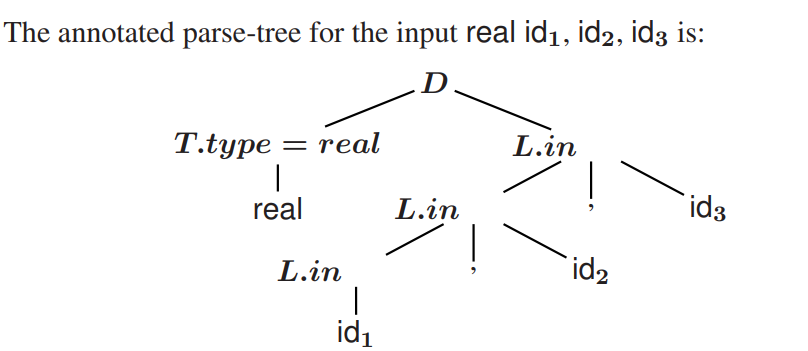 The annotated parse-tree for the input real id₁, id₂, id₃ is:
D
T.type = real L.in
real L.in , id₃
L.in , id₂
id₁